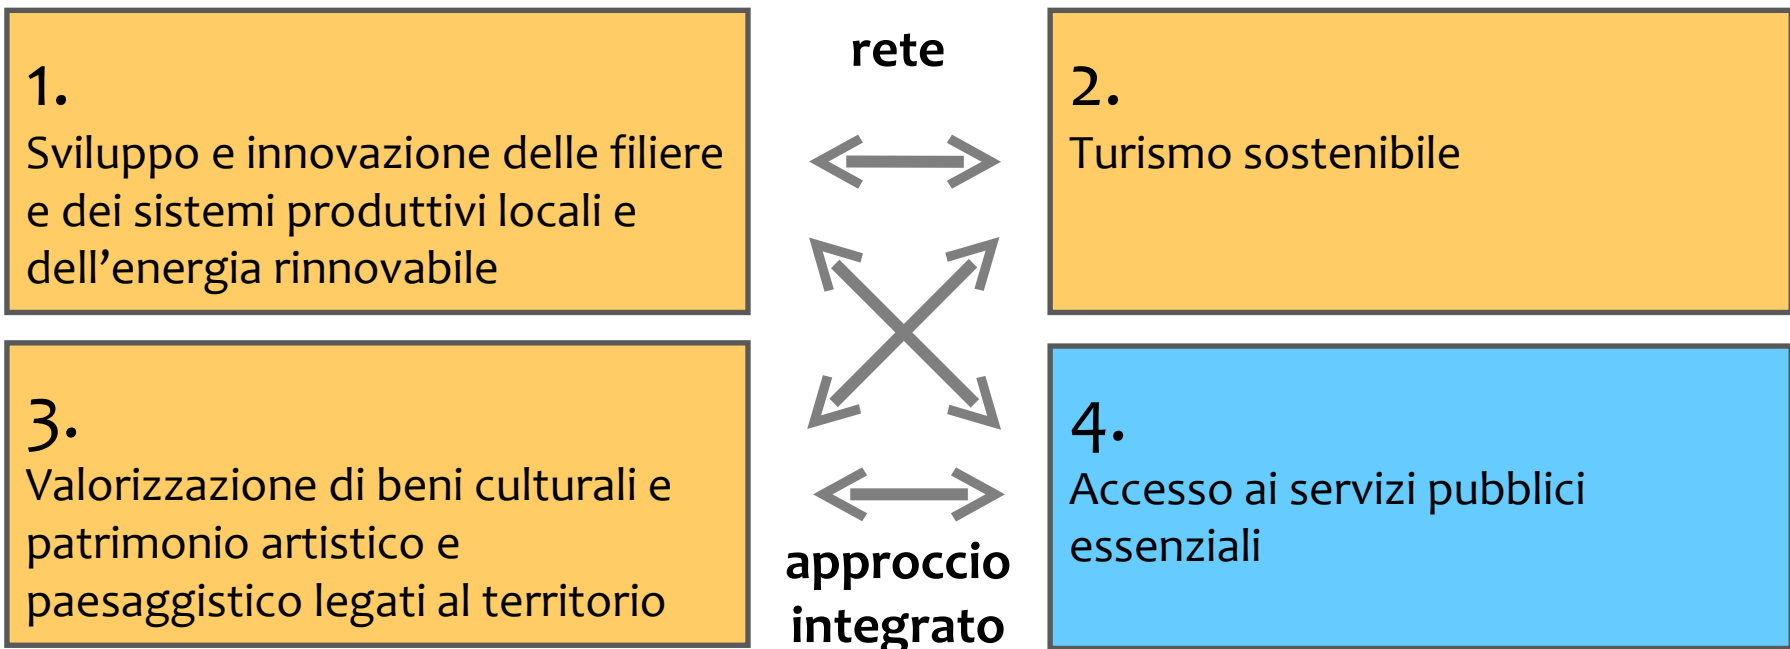 1.
Sviluppo e innovazione delle filiere
e dei sistemi produttivi locali e
dell’energia rinnovabile
rete
2.
Turismo sostenibile
3.
Valorizzazione di beni culturali e
patrimonio artistico e
paesaggistico legati al territorio
approccio
integrato
4.
Accesso ai servizi pubblici
essenziali